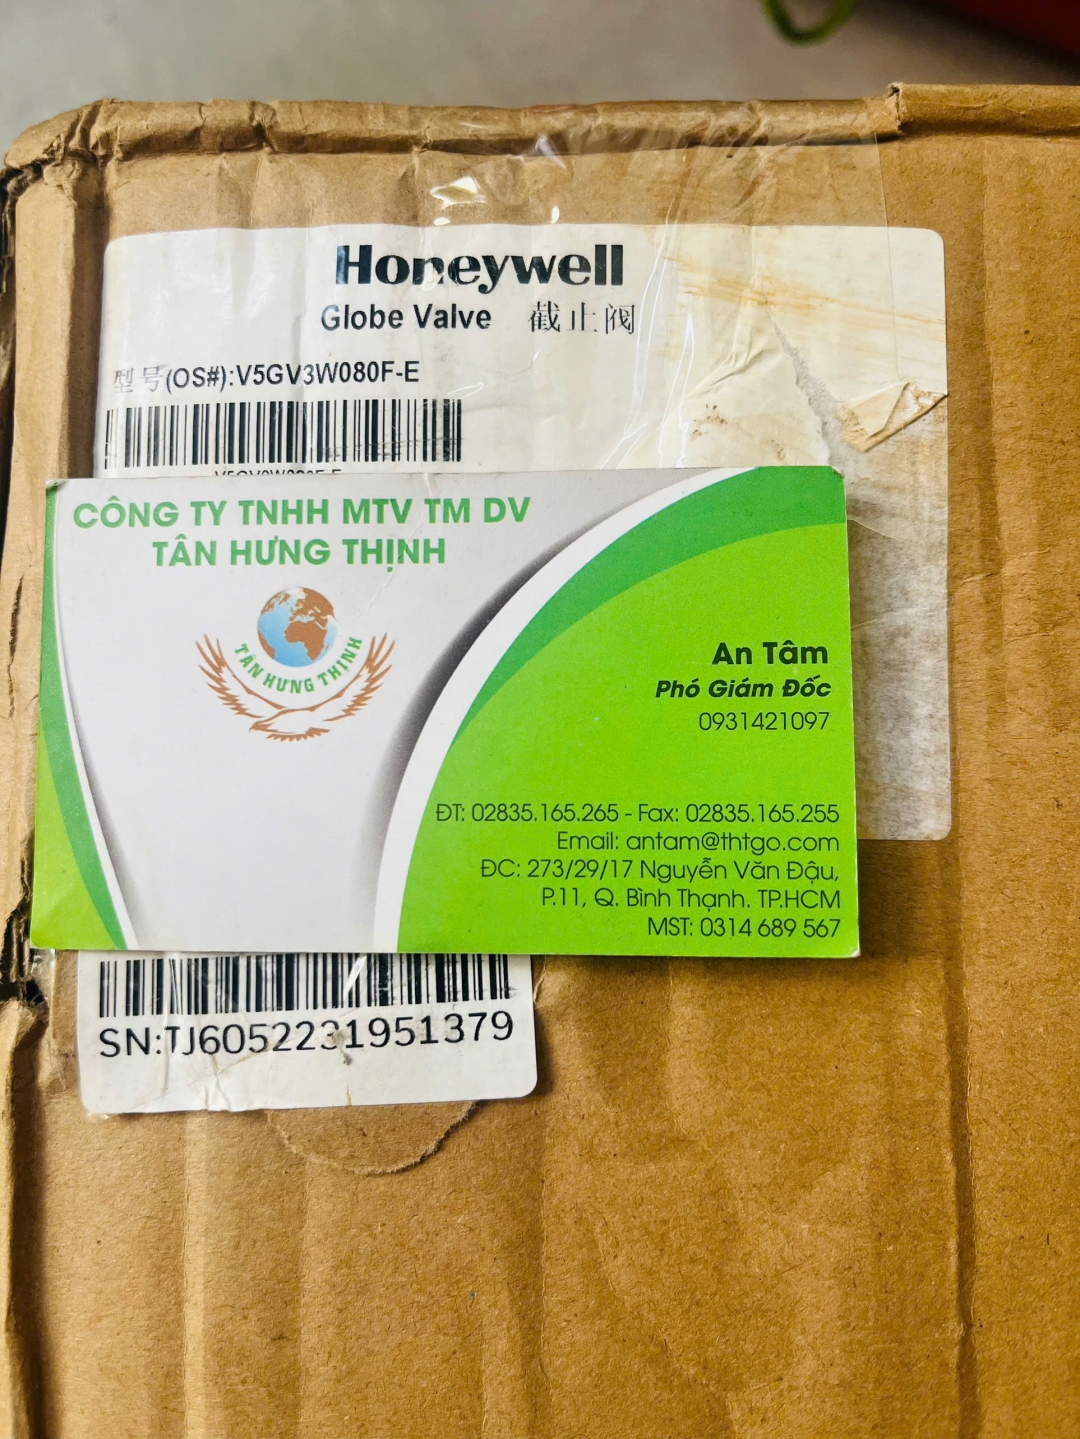 Honeywell
Globe Valve 截止阀
型号(OS#):V5GV3W080F-E
CÔNG TY TNHH MTV TM DV
TÂN HƯNG THỊNH
TÂN HƯNG THỊNH
An Tâm
Phó Giám Đốc
0931421097
ĐT: 02835.165.265 - Fax: 02835.165.255
Email: antam@thtgo.com
ĐC: 273/29/17 Nguyễn Văn Đậu,
P.11, Q. Bình Thạnh. TP.HCM
MST: 0314 689 567
SN:TJ6052231951379